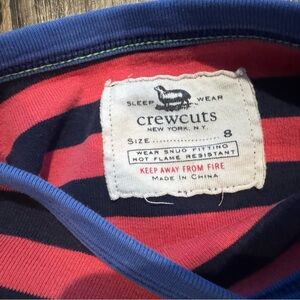 SLEEP WEAR
crewcuts
NEW YORK, N.Y.
SIZE.............. 8
WEAR SNUG FITTING
NOT FLAME RESISTANT
KEEP AWAY FROM FIRE
MADE IN CHINA